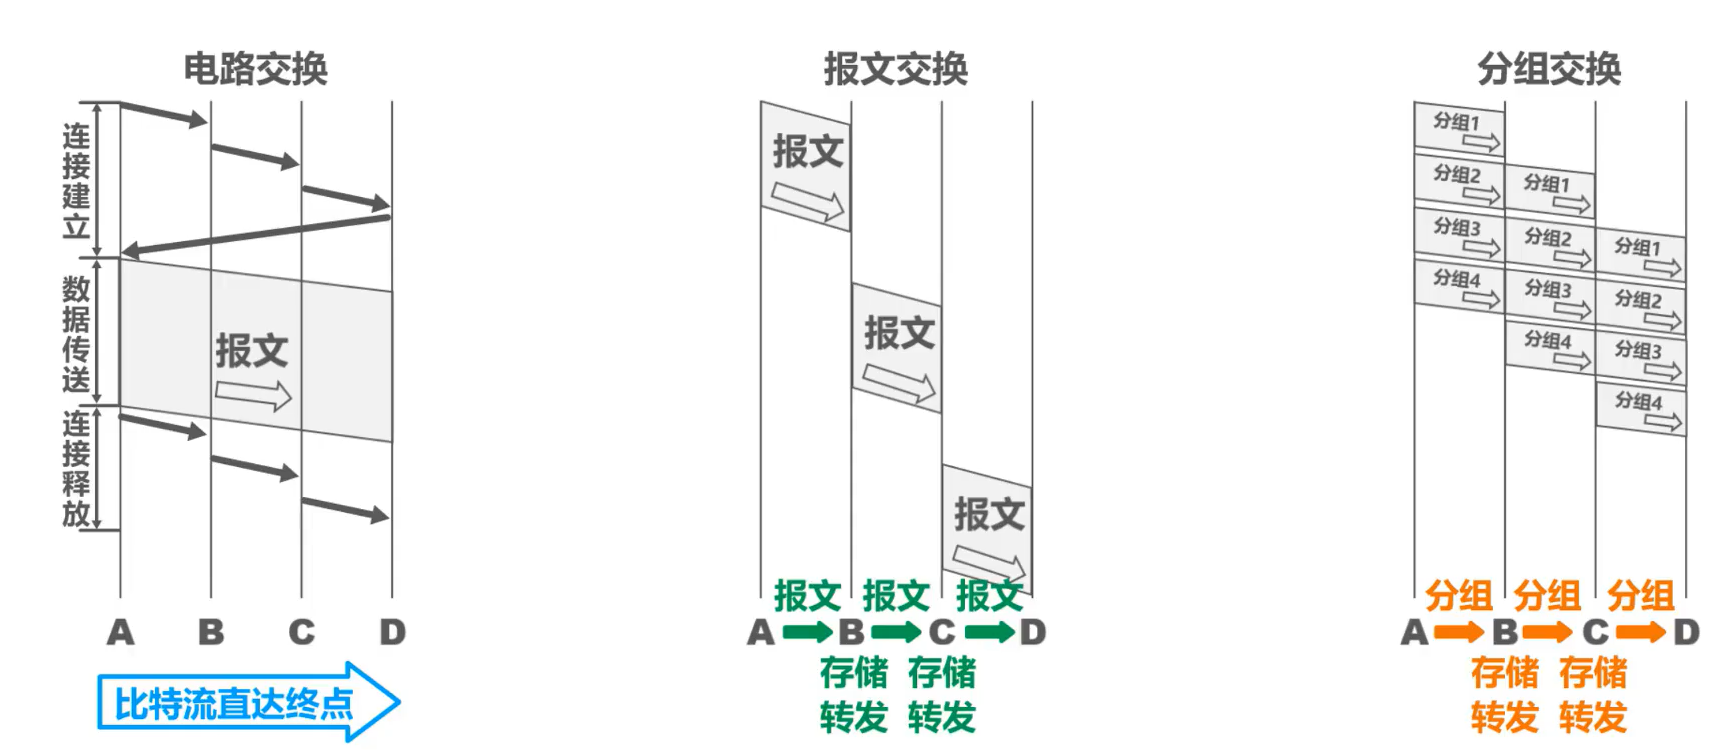 电路交换
连接建立
数据传送
连接释放
报文
A B C D
比特流直达终点
报文交换
报文
报文
报文
报文 报文 报文
A B C D
存储 存储
转发 转发
分组交换
分组1
分组2 分组1
分组3 分组2 分组1
分组4 分组3 分组2
分组4 分组3
分组4
分组 分组 分组
A B C D
存储 存储
转发 转发